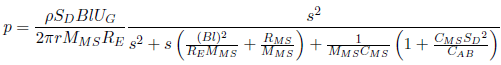 p = \frac{\rho S_D Bl U_G}{2\pi r M_{MS} R_E} \frac{s^2}{s^2 + s\left(\frac{(Bl)^2}{R_E M_{MS}} + \frac{R_{MS}}{M_{MS}}\right) + \frac{1}{M_{MS} C_{MS}}\left(1 + \frac{C_{MS} S_D{}^2}{C_{AB}}\right)}